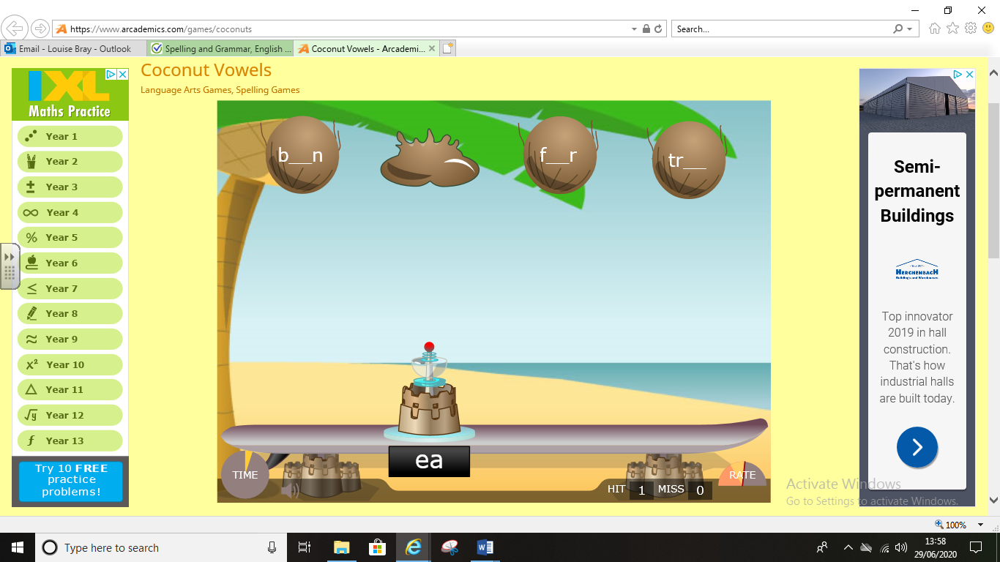 https://www.arcademics.com/games/coconuts
Search...
Email - Louise Bray - Outlook
Spelling and Grammar, English ...
Coconut Vowels - Arcademi...
IXL
Maths Practice
Year 1
Year 2
Year 3
Year 4
% Year 5
Year 6
≤ Year 7
Year 8
≈ Year 9
x² Year 10
Year 11
√y Year 12
f Year 13
Try 10 FREE
practice
problems!
Coconut Vowels
Language Arts Games, Spelling Games
b__n
f__r
tr__
ea
TIME
HIT 1 MISS 0
RATE
Semi-
permanent
Buildings
HERCHENBACH
Buildings and Warehouses
Top innovator
2019 in hall
construction.
That's how
industrial halls
are built today.
Activate Windows
Go to Settings to activate Windows.
100%
Type here to search
13:58
29/06/2020